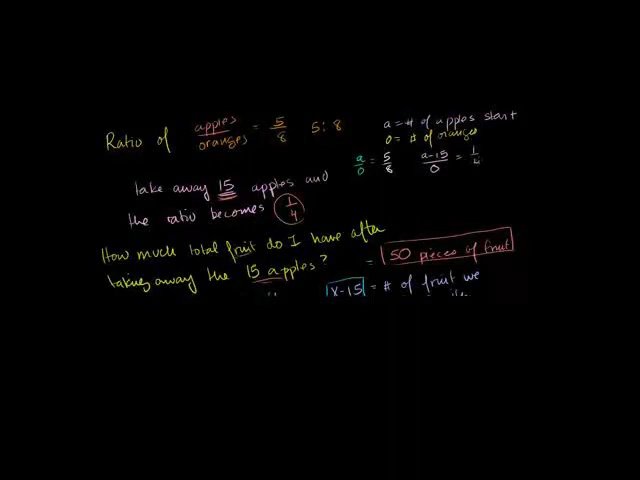 Ratio of apples/oranges = 5/8 5:8
a = # of apples start
o = # of oranges
a/o = 5/8 a-15/o = 1/4
take away 15 apples and
the ratio becomes 1/4
How much total fruit do I have after
taking away the 15 apples?
= 50 pieces of fruit
x-15 = # of fruit we